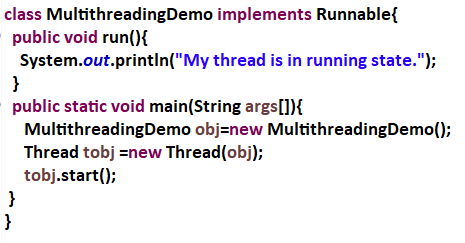 class MultithreadingDemo implements Runnable{
public void run(){
System.out.println("My thread is in running state.");
}
public static void main(String args[]){
MultithreadingDemo obj=new MultithreadingDemo();
Thread tobj =new Thread(obj);
tobj.start();
}
}